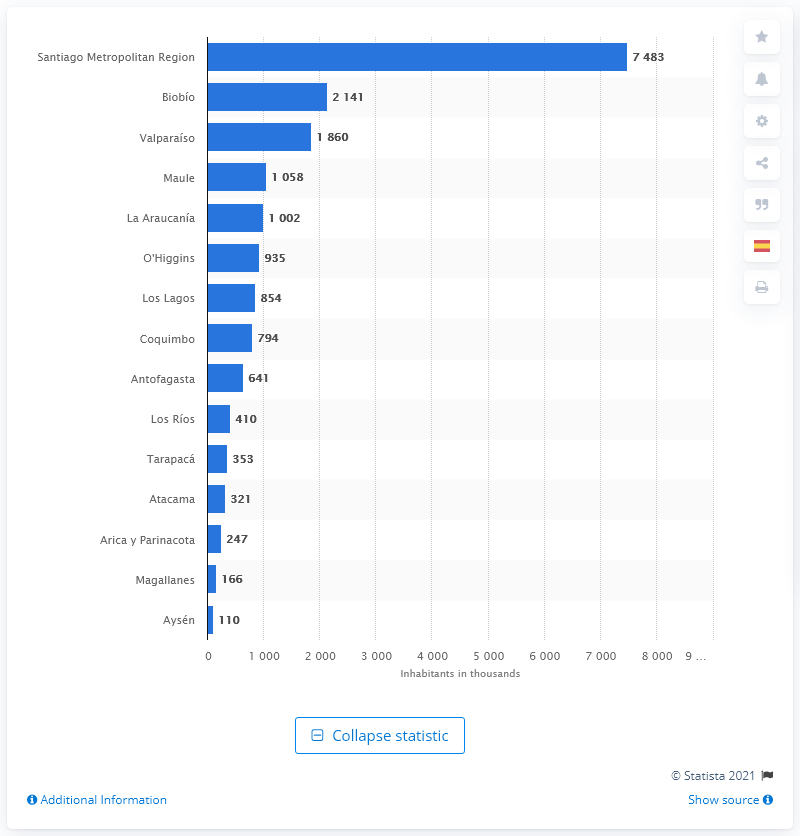 Santiago Metropolitan Region 7 483
Biobío 2 141
Valparaíso 1 860
Maule 1 058
La Araucanía 1 002
O'Higgins 935
Los Lagos 854
Coquimbo 794
Antofagasta 641
Los Ríos 410
Tarapacá 353
Atacama 321
Arica y Parinacota 247
Magallanes 166
Aysén 110
0 1 000 2 000 3 000 4 000 5 000 6 000 7 000 8 000 9 ...
Inhabitants in thousands
Collapse statistic
© Statista 2021
Additional Information Show source